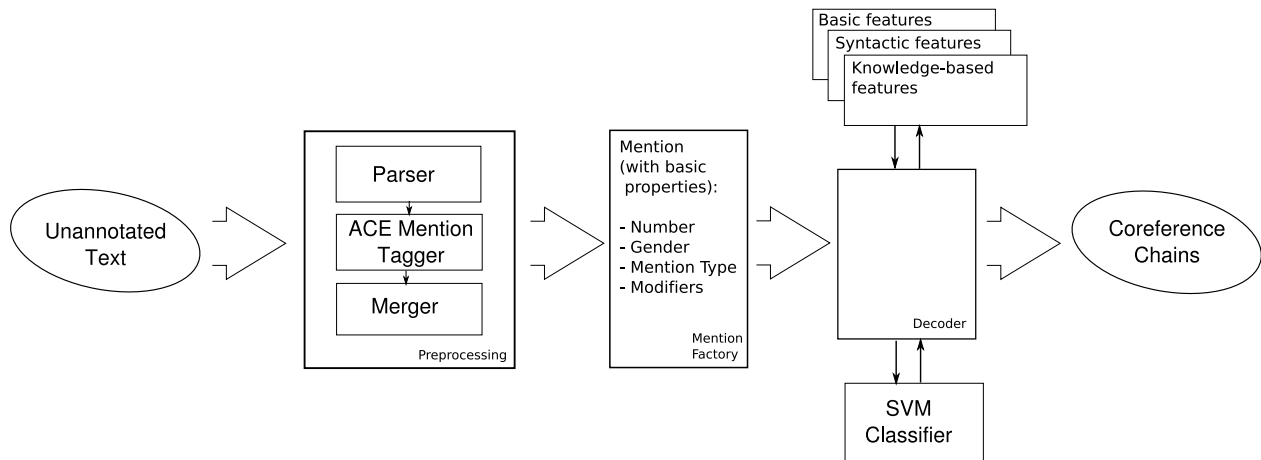 Unannotated
Text
Parser
ACE Mention
Tagger
Merger
Preprocessing
Mention
(with basic
properties):
- Number
- Gender
- Mention Type
- Modifiers
Mention
Factory
Basic features
Syntactic features
Knowledge-based
features
Decoder
SVM
Classifier
Coreference
Chains